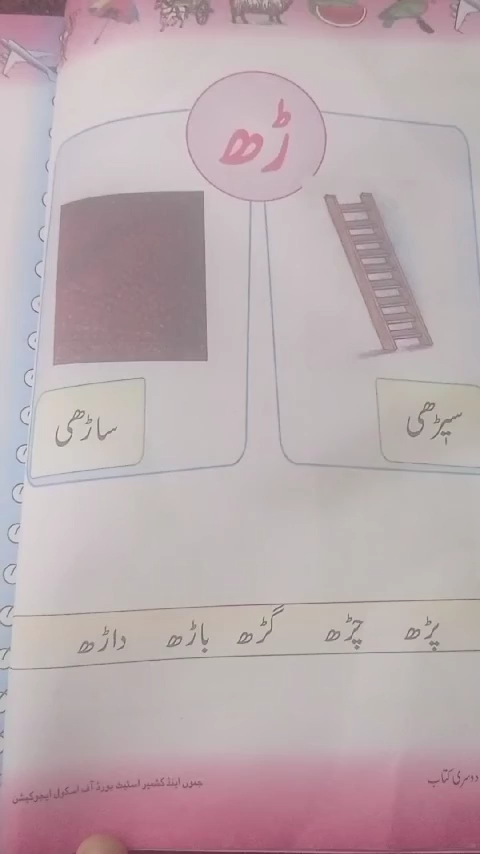 ڑھ
سیڑھی
ساڑھی
پڑھ چڑھ گڑھ باڑھ داڑھ
دوسری کتاب
جموں اینڈ کشمیر اسٹیٹ بورڈ آف اسکول ایجوکیشن